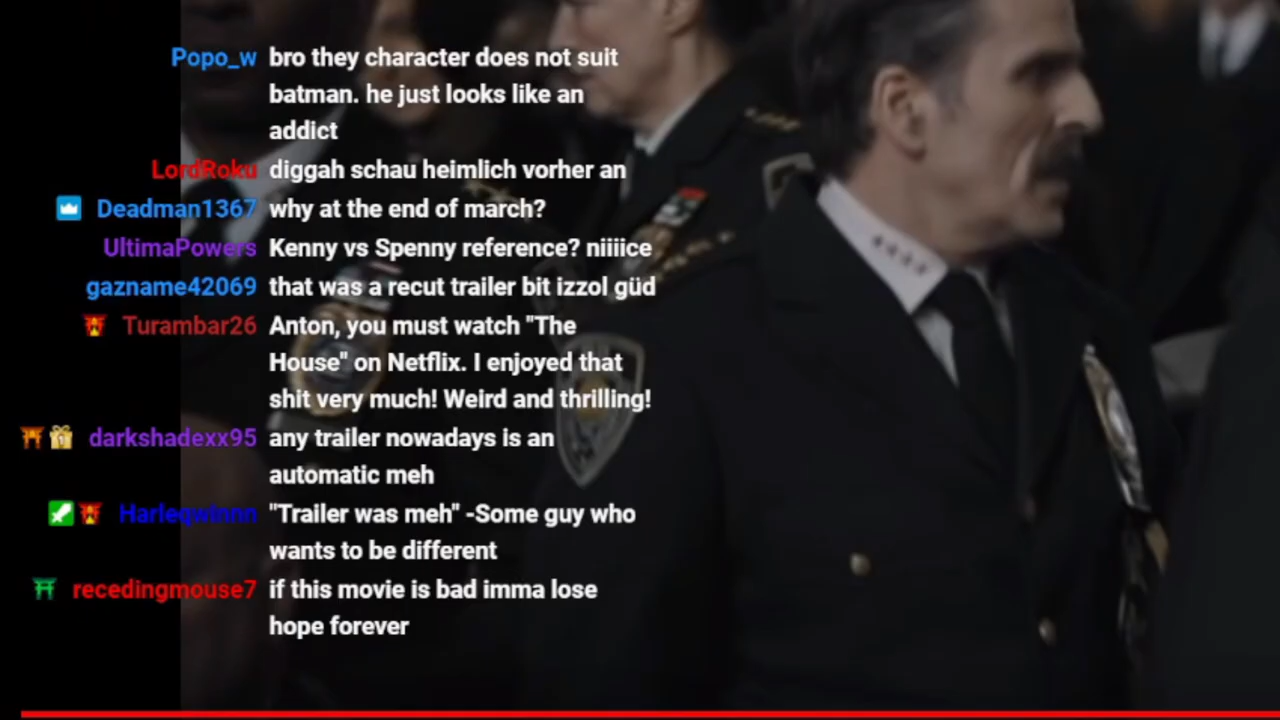 Popo_w bro they character does not suit
batman. he just looks like an
addict
LordRoku diggah schau heimlich vorher an
Deadman1367 why at the end of march?
UltimaPowers Kenny vs Spenny reference? niiiice
gazname42069 that was a recut trailer bit izzol güd
Turambar26 Anton, you must watch "The
House" on Netflix. I enjoyed that
shit very much! Weird and thrilling!
darkshadexx95 any trailer nowadays is an
automatic meh
Harleqwinnn "Trailer was meh" -Some guy who
wants to be different
recedingmouse7 if this movie is bad imma lose
hope forever